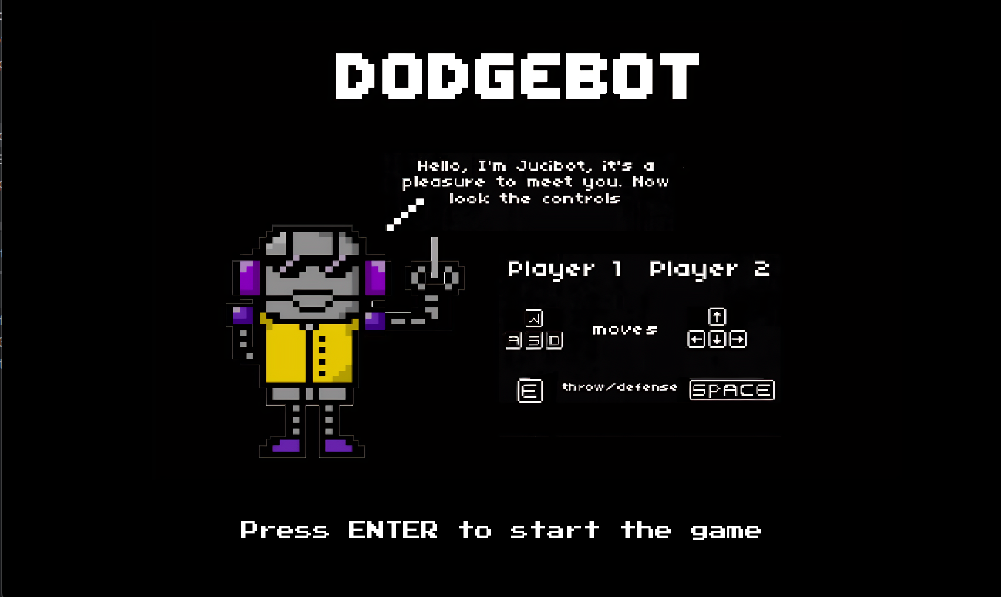 DODGEBOT
Hello, I'm Jucibot, it's a
pleasure to meet you. Now
look the controls
Player 1 Player 2
W ↑
A S D moves ← ↓ →
E throw/defense SPACE
Press ENTER to start the game